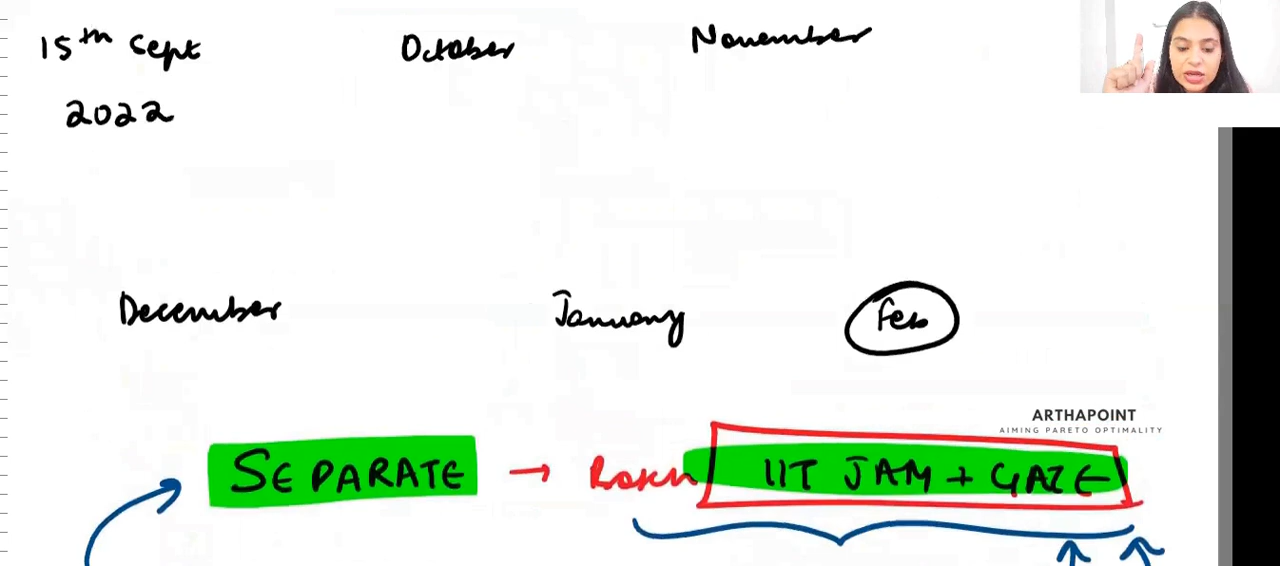 15th Sept October November
2022
December January Feb
ARTHAPOINT
AIMING PARETO OPTIMALITY
SEPARATE → IIT JAM + GATE